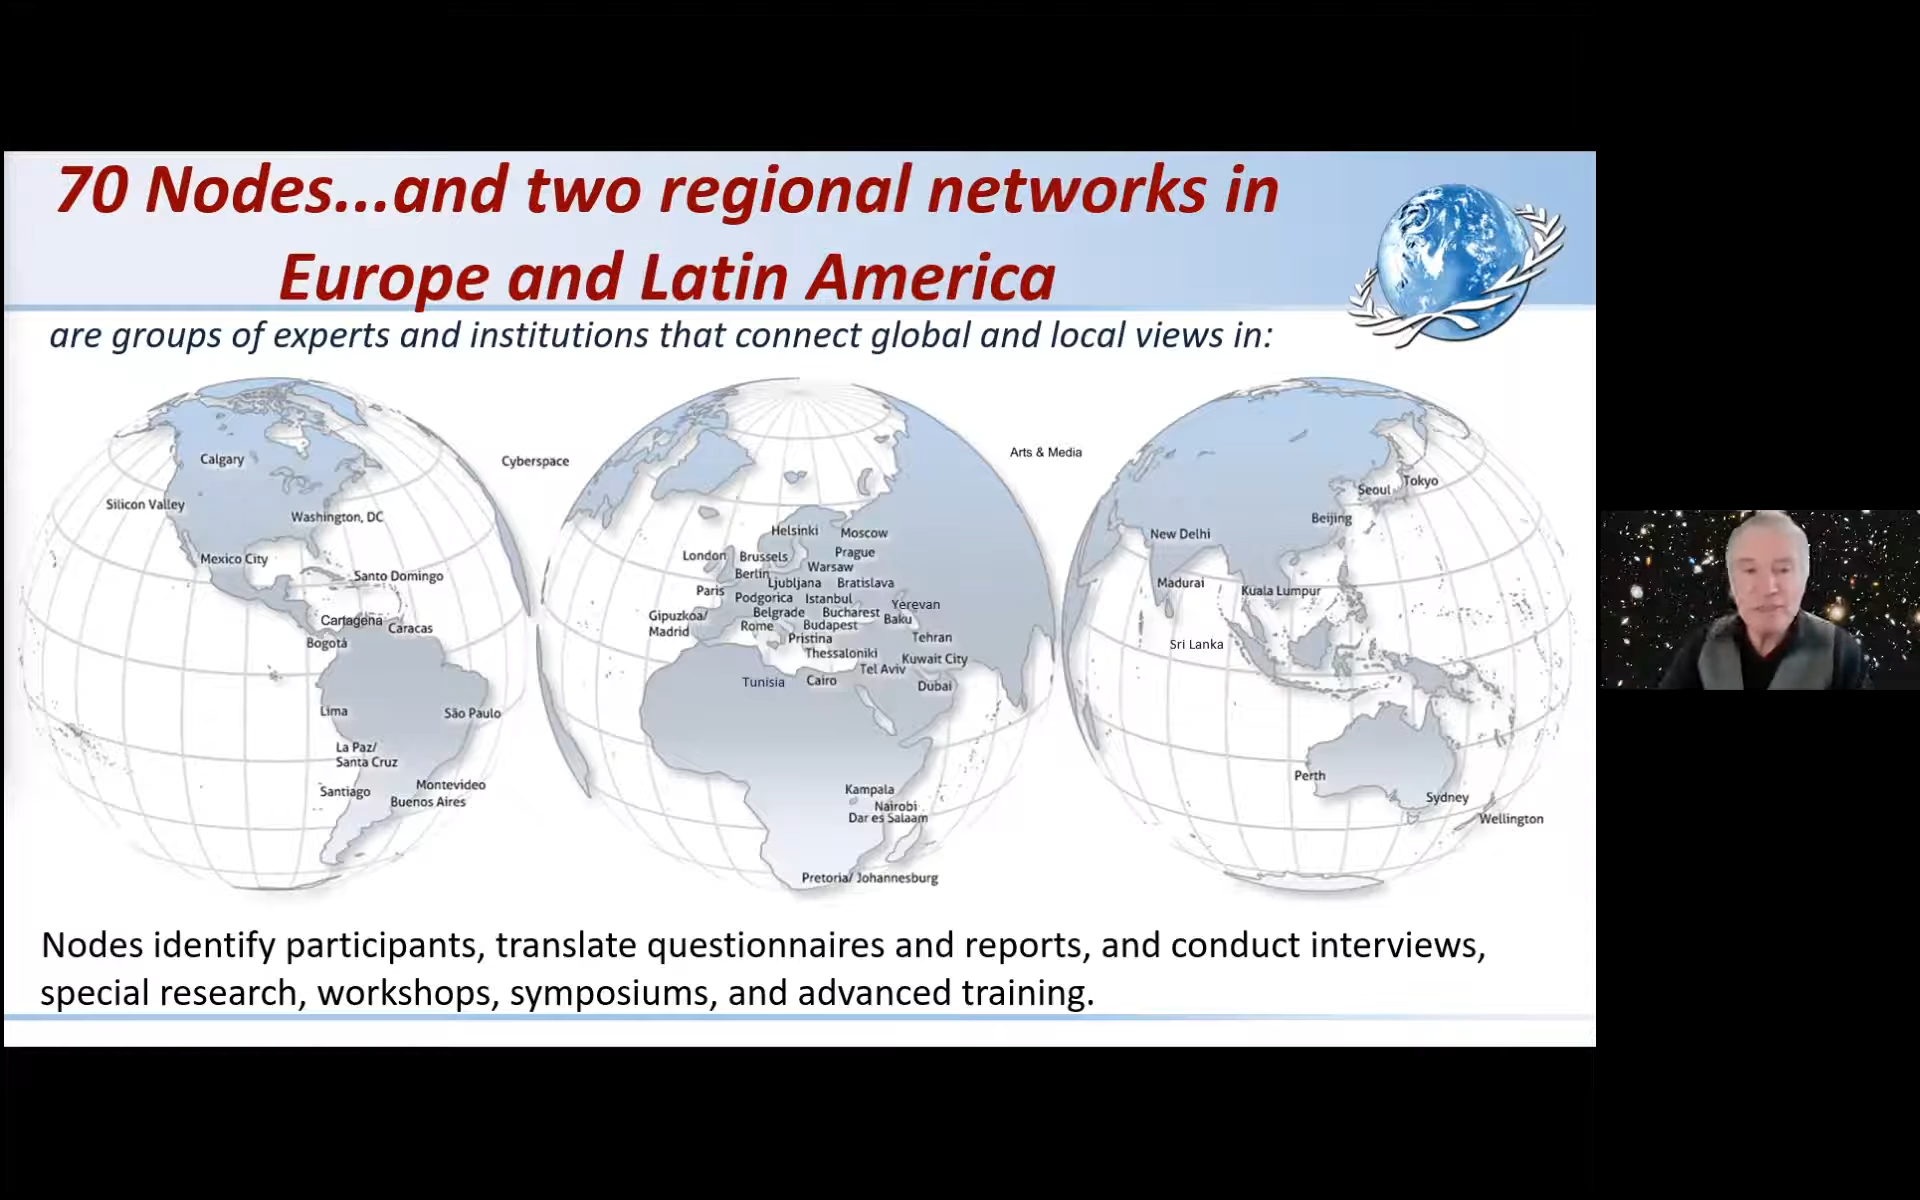 70 Nodes...and two regional networks in
Europe and Latin America
are groups of experts and institutions that connect global and local views in:
Calgary
Silicon Valley
Washington, DC
Mexico City
Santo Domingo
Cartagena
Caracas
Bogotá
Lima
São Paulo
La Paz/
Santa Cruz
Santiago
Montevideo
Buenos Aires
Cyberspace
Helsinki
Moscow
London
Brussels
Prague
Berlin
Warsaw
Ljubljana
Bratislava
Paris
Podgorica
Istanbul
Yerevan
Gipuzkoa/
Madrid
Belgrade
Bucharest
Baku
Rome
Budapest
Pristina
Tehran
Thessaloniki
Kuwait City
Tel Aviv
Tunisia
Cairo
Dubai
Kampala
Nairobi
Dar es Salaam
Pretoria/ Johannesburg
Arts & Media
Tokyo
Seoul
Beijing
New Delhi
Madurai
Kuala Lumpur
Sri Lanka
Perth
Sydney
Wellington
Nodes identify participants, translate questionnaires and reports, and conduct interviews,
special research, workshops, symposiums, and advanced training.